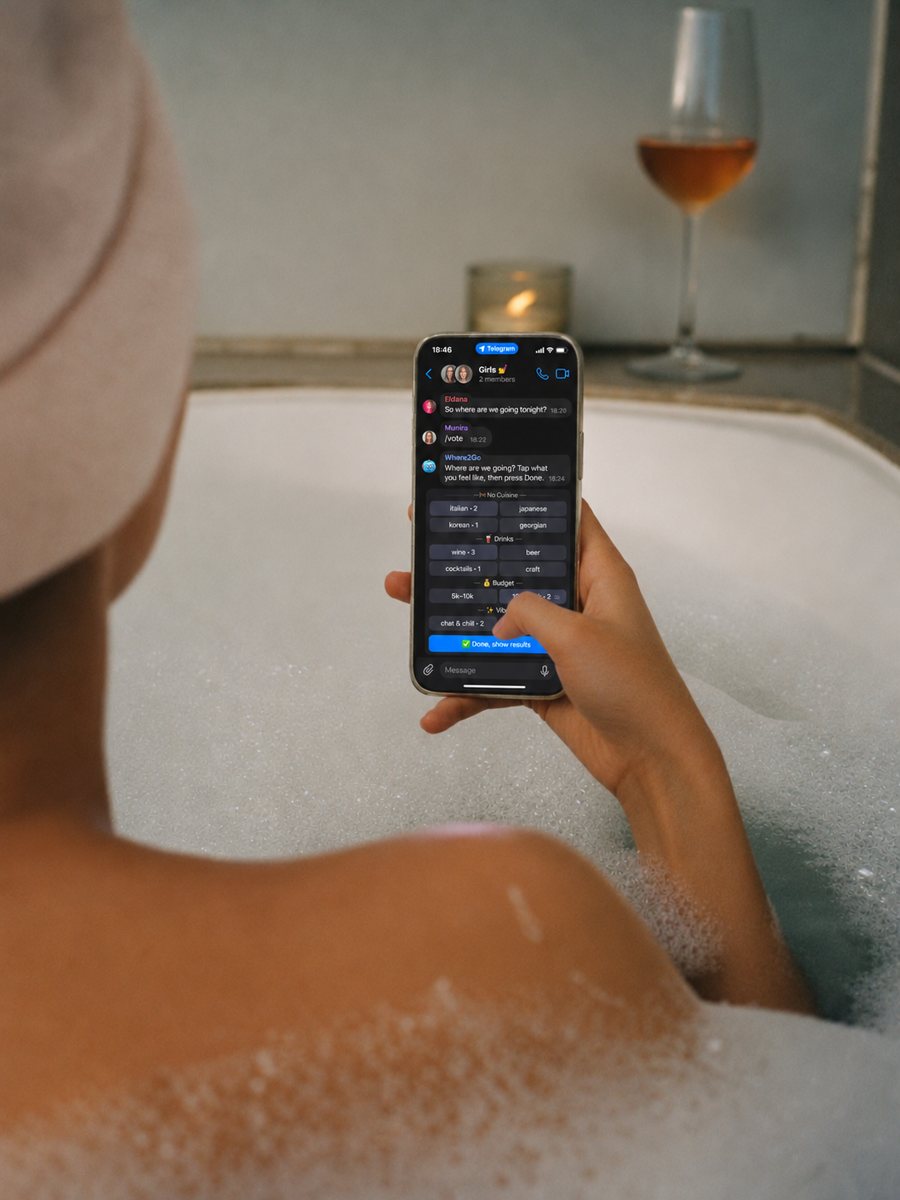 18:46
Telegram
Girls 💅
2 members
Eldana
So where are we going tonight? 18:20
Munira
/vote 18:22
Where2Go
Where are we going? Tap what
you feel like, then press Done. 18:24
No Cuisine
italian • 2 japanese
korean • 1 georgian
Drinks
wine • 3 beer
cocktails • 1 craft
Budget
5k–10k
chat & chill • 2
Done, show results
Message